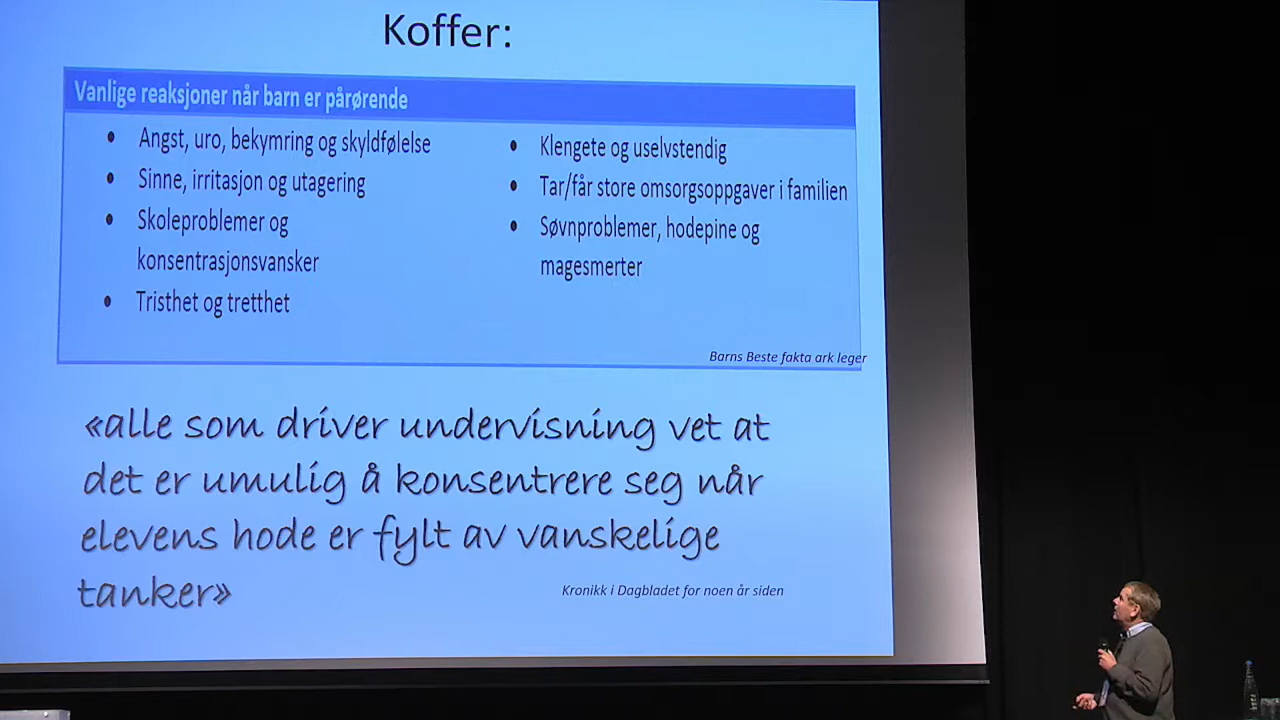 Koffer:
Vanlige reaksjoner når barn er pårørende
• Angst, uro, bekymring og skyldfølelse
• Sinne, irritasjon og utagering
• Skoleproblemer og
konsentrasjonsvansker
• Tristhet og tretthet
• Klengete og uselvstendig
• Tar/får store omsorgsoppgaver i familien
• Søvnproblemer, hodepine og
magesmerter
Barns Beste fakta ark leger
«alle som driver undervisning vet at
det er umulig å konsentrere seg når
elevens hode er fylt av vanskelige
tanker»
Kronikk i Dagbladet for noen år siden